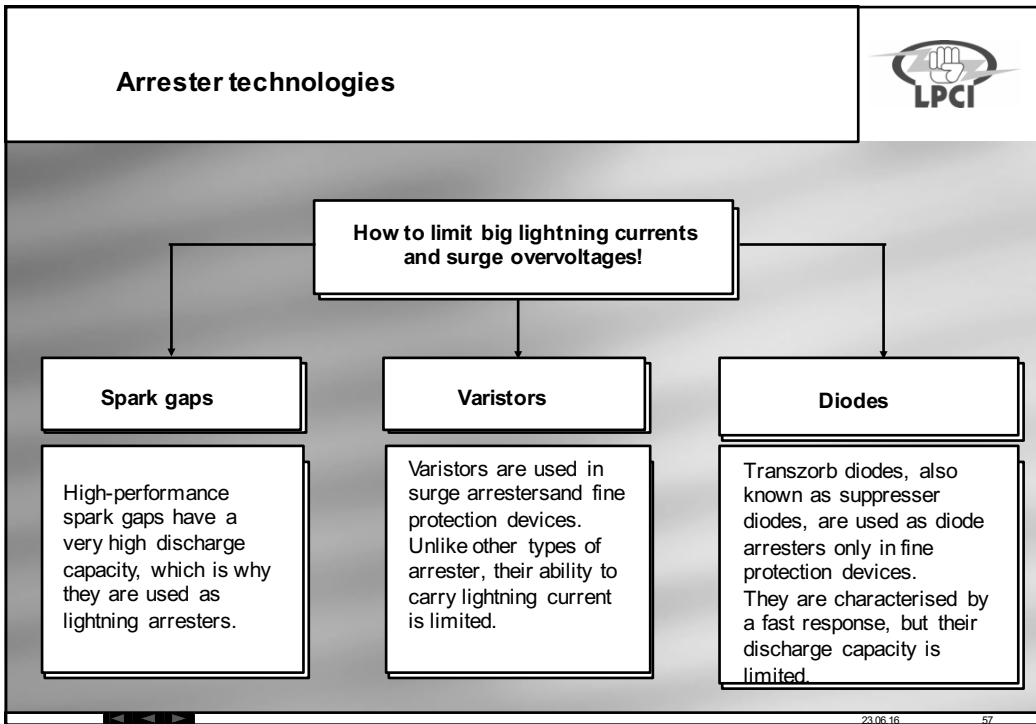 Arrester technologies
LPCI
How to limit big lightning currents
and surge overvoltages!
Spark gaps
High-performance
spark gaps have a
very high discharge
capacity, which is why
they are used as
lightning arresters.
Varistors
Varistors are used in
surge arrestersand fine
protection devices.
Unlike other types of
arrester, their ability to
carry lightning current
is limited.
Diodes
Transzorb diodes, also
known as suppresser
diodes, are used as diode
arresters only in fine
protection devices.
They are characterised by
a fast response, but their
discharge capacity is
limited.
23.06.16 57